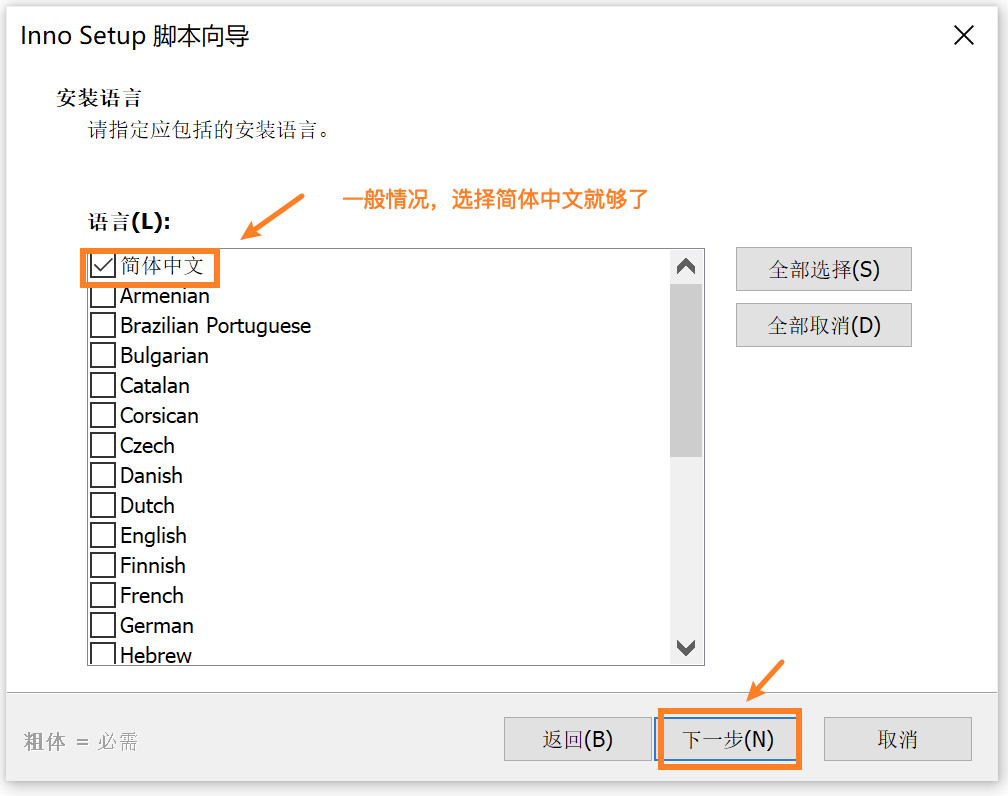 Inno Setup 脚本向导
安装语言
请指定应包括的安装语言。
一般情况，选择简体中文就够了
语言(L):
简体中文
Armenian
Brazilian Portuguese
Bulgarian
Catalan
Corsican
Czech
Danish
Dutch
English
Finnish
French
German
Hebrew
全部选择(S)
全部取消(D)
粗体 = 必需
返回(B)
下一步(N)
取消